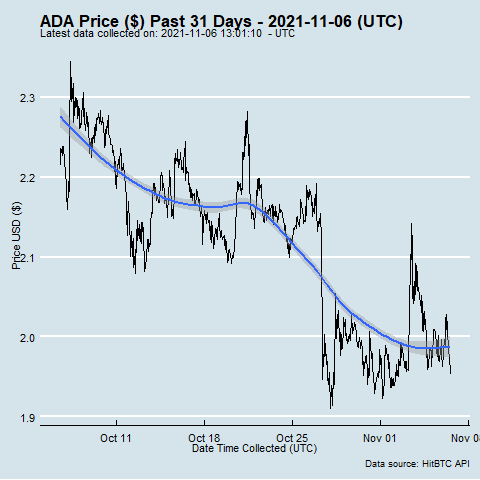 ADA Price ($) Past 31 Days - 2021-11-06 (UTC)
Latest data collected on: 2021-11-06 13:01:10 - UTC
2.3
2.2
2.1
2.0
1.9
Price USD ($)
Oct 11 Oct 18 Oct 25 Nov 01 Nov 0
Date Time Collected (UTC)
Data source: HitBTC API